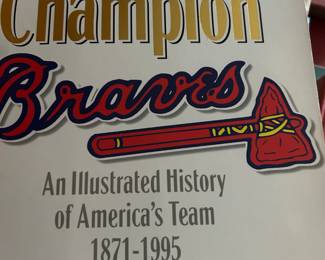 Champion
Braves
An Illustrated History
of America's Team
1871-1995